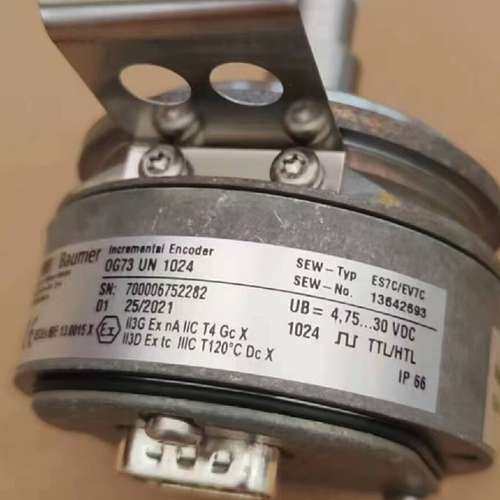 Baumer
Incremental Encoder
OG73 UN 1024
SN: 700006752282
D1 25/2021
II3G Ex nA IIC T4 Gc X
II3D Ex tc IIIC T120°C Dc X
Ex
SEW-Typ ES7C/EV7C
SEW-No. 13642693
UB = 4,75...30 VDC
1024 TTL/HTL
IP 66